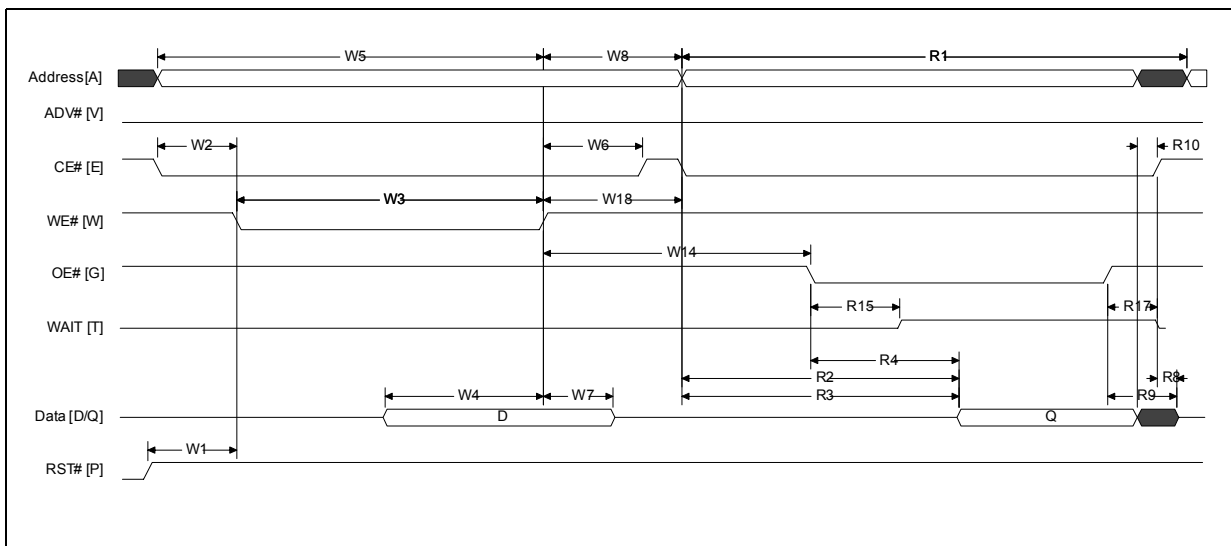 W5 W8 R1
Address[A]
ADV# [V]
W2 W6 R10
CE# [E]
W3 W18
WE# [W]
W14
OE# [G]
R15 R17
WAIT [T]
R4
R2 R8
W4 W7 R3 R9
Data [D/Q] D Q
W1
RST# [P]